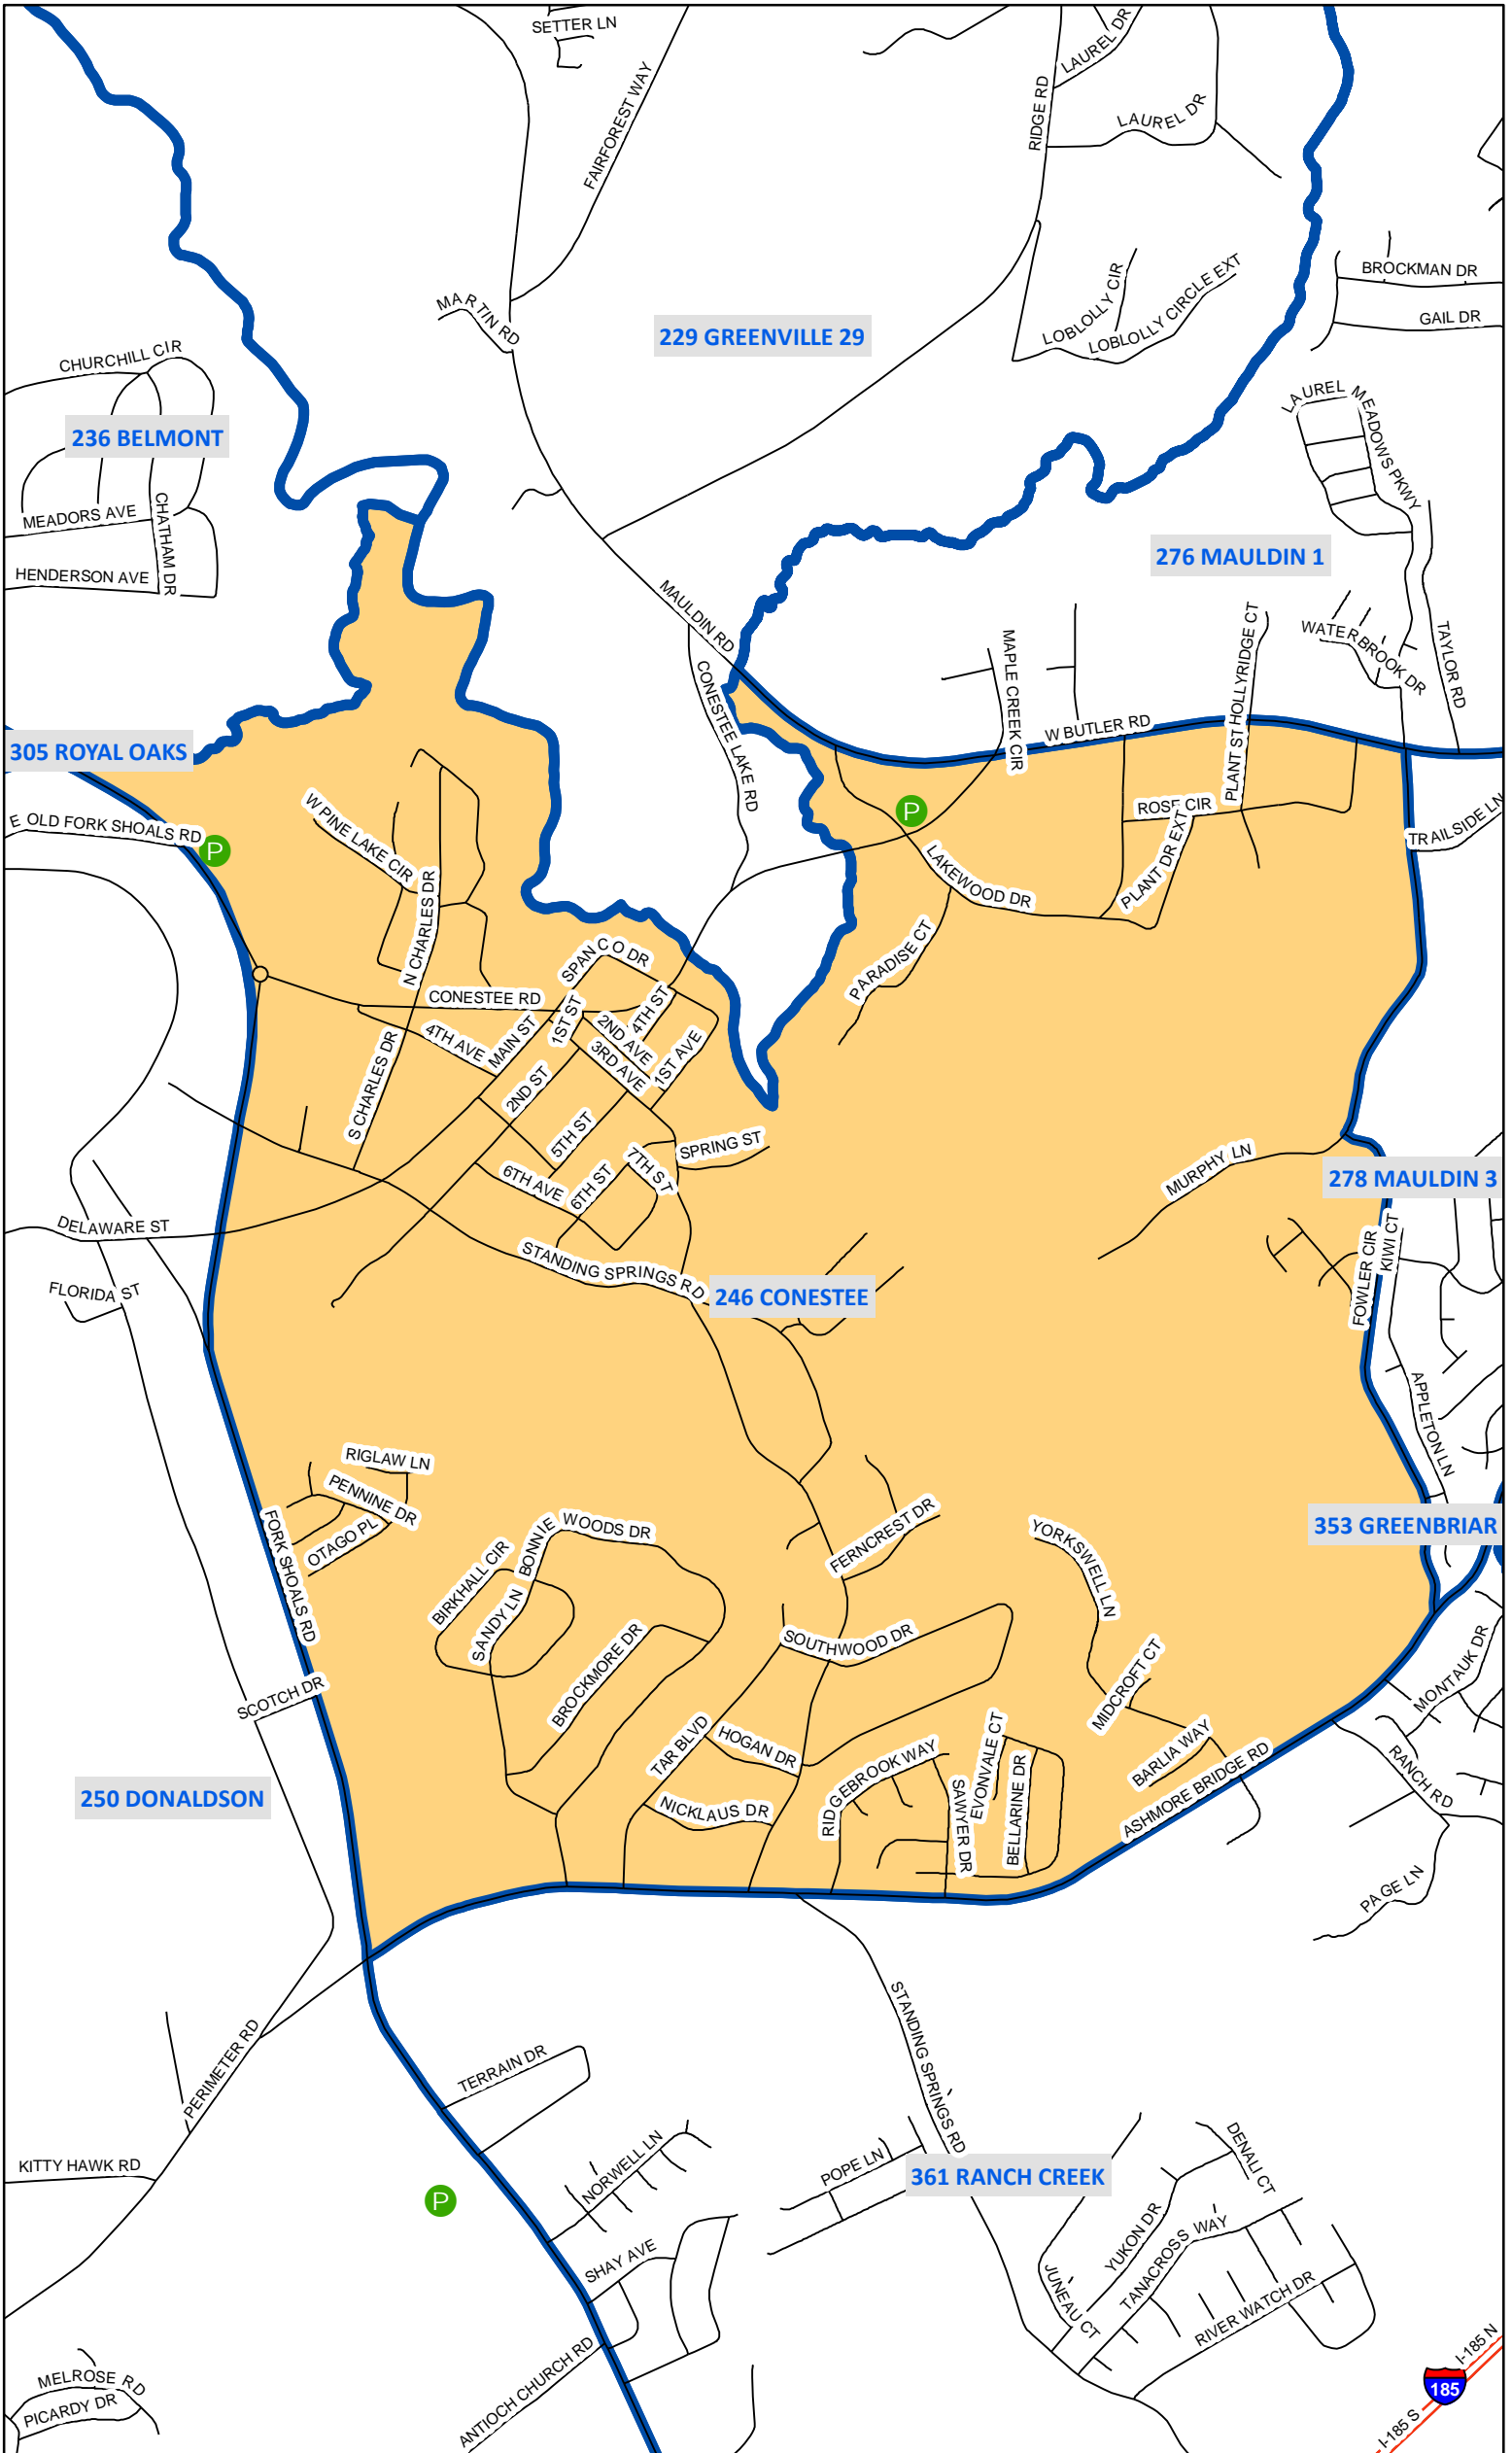 SETTER LN
LAUREL DR
FAIRFOREST WAY
RIDGE RD
LAUREL DR
BROCKMAN DR
LOBLOLLY CIR
LOBLOLLY CIRCLE EXT
GAIL DR
MARTIN RD
229 GREENVILLE 29
CHURCHILL CIR
LAUREL MEADOWS PKWY
236 BELMONT
MEADORS AVE
CHATHAM DR
HENDERSON AVE
276 MAULDIN 1
MAULDIN RD
MAPLE CREEK CIR
PLANT ST HOLLYRIDGE CT
WATERBROOK DR
TAYLOR RD
CONESTEE LAKE RD
W BUTLER RD
305 ROYAL OAKS
E OLD FORK SHOALS RD
P
P
W PINE LAKE CIR
ROSE CIR
TRAILSIDE LN
LAKEWOOD DR
PLANT DR EXT
N CHARLES DR
SPANCO DR
PARADISE CT
CONESTEE RD
4TH AVE
MAIN ST
1ST ST
2ND AVE
4TH ST
3RD AVE
1ST AVE
S CHARLES DR
2ND ST
5TH ST
SPRING ST
7TH ST
6TH AVE
6TH ST
MURPHY LN
278 MAULDIN 3
DELAWARE ST
FLORIDA ST
STANDING SPRINGS RD
246 CONESTEE
FOWLER CIR
KIWI CT
APPLETON LN
RIGLAW LN
PENNINE DR
OTAGO PL
FORK SHOALS RD
BONNIE WOODS DR
BIRKHALL CIR
SANDY LN
FERNCREST DR
YORKSWELL LN
353 GREENBRIAR
BROCKMORE DR
SOUTHWOOD DR
SCOTCH DR
MIDCROFT CT
MONTAUK DR
TAR BLVD
HOGAN DR
RIDGEBROOK WAY
EVONVALE CT
BARLIA WAY
ASHMORE BRIDGE RD
RANCH RD
250 DONALDSON
NICKLAUS DR
SAWYER DR
BELLARINE DR
PAGE LN
PERIMETER RD
TERRAIN DR
STANDING SPRINGS RD
KITTY HAWK RD
NORWELL LN
POPE LN
361 RANCH CREEK
DENALI CT
P
YUKON DR
TANACROSS WAY
SHAY AVE
JUNEAU CT
RIVER WATCH DR
ANTIOCH CHURCH RD
MELROSE RD
PICARDY DR
I-185 N
185
I-185 S